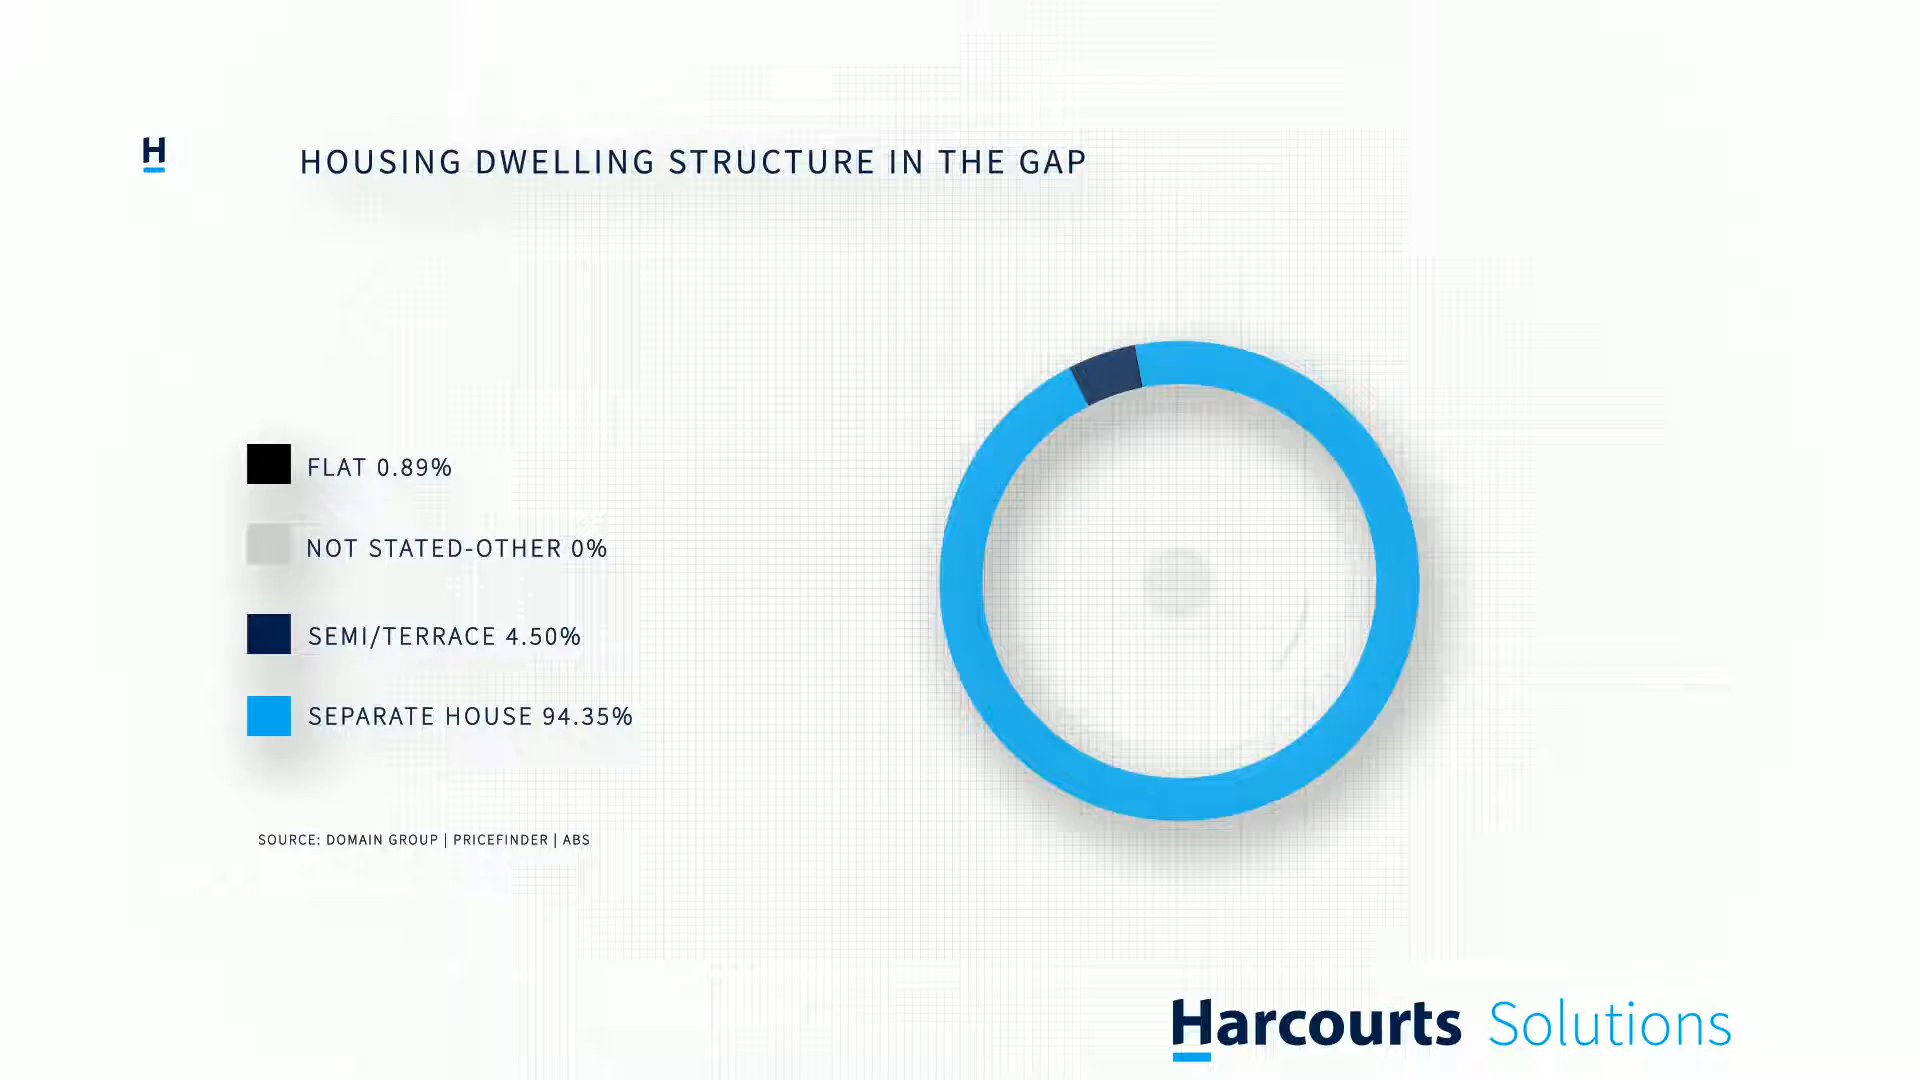 H
HOUSING DWELLING STRUCTURE IN THE GAP
FLAT 0.89%
NOT STATED-OTHER 0%
SEMI/TERRACE 4.50%
SEPARATE HOUSE 94.35%
SOURCE: DOMAIN GROUP | PRICEFINDER | ABS
Harcourts Solutions